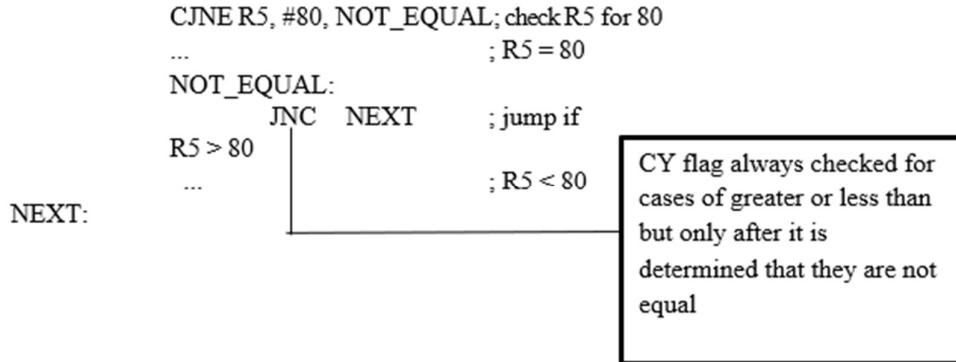 CJNE R5, #80, NOT_EQUAL; check R5 for 80
... ; R5 = 80
NOT_EQUAL:
JNC NEXT ; jump if
R5 > 80
... ; R5 < 80
NEXT:
CY flag always checked for
cases of greater or less than
but only after it is
determined that they are not
equal